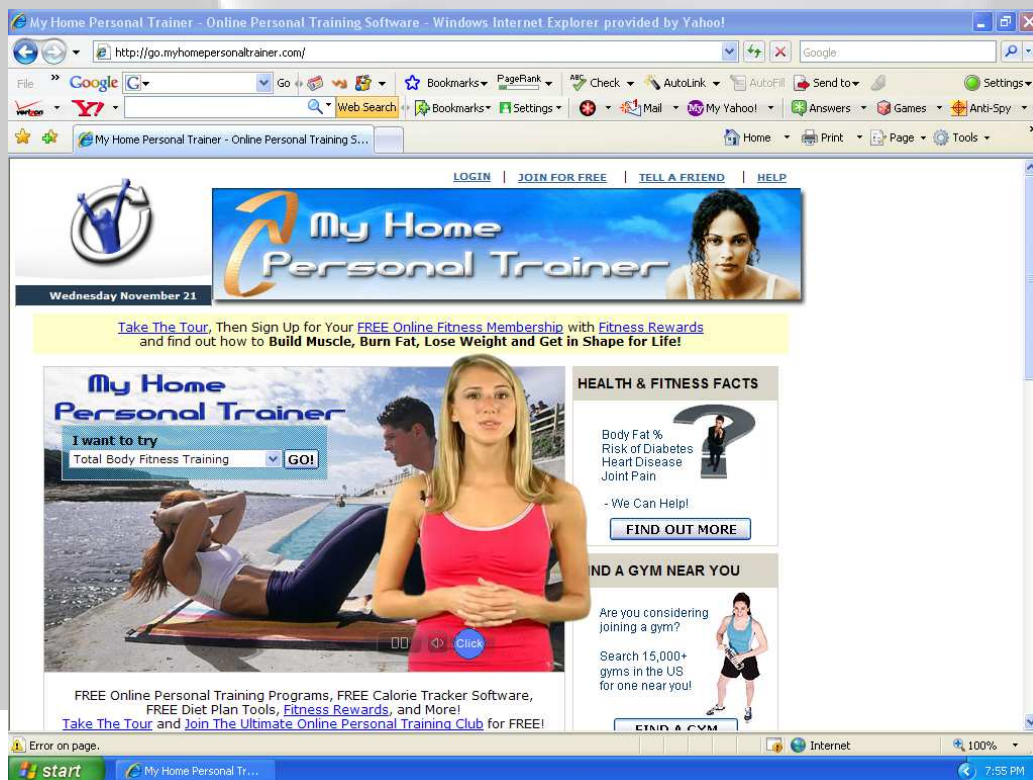 My Home Personal Trainer - Online Personal Training Software - Windows Internet Explorer provided by Yahoo!
http://go.myhomepersonaltrainer.com/ Google
File » Google G Go Bookmarks PageRank ABC Check AutoLink AutoFill Send to Settings
verizon Y7 Web Search Bookmarks Settings Mail My Yahoo! Answers Games Anti-Spy
My Home Personal Trainer - Online Personal Training S... Home Print Page Tools »
LOGIN | JOIN FOR FREE | TELL A FRIEND | HELP
My Home
Personal Trainer
Wednesday November 21
Take The Tour, Then Sign Up for Your FREE Online Fitness Membership with Fitness Rewards
and find out how to Build Muscle, Burn Fat, Lose Weight and Get in Shape for Life!
My Home
Personal Trainer
I want to try
Total Body Fitness Training GO!
Click
FREE Online Personal Training Programs, FREE Calorie Tracker Software,
FREE Diet Plan Tools, Fitness Rewards, and More!
Take The Tour and Join The Ultimate Online Personal Training Club for FREE!
HEALTH & FITNESS FACTS
Body Fat %
Risk of Diabetes
Heart Disease
Joint Pain
- We Can Help!
FIND OUT MORE
IND A GYM NEAR YOU
Are you considering
joining a gym?
Search 15,000+
gyms in the US
for one near you!
FIND A GYM
Error on page. Internet 100%
start My Home Personal Tr... 7:55 PM